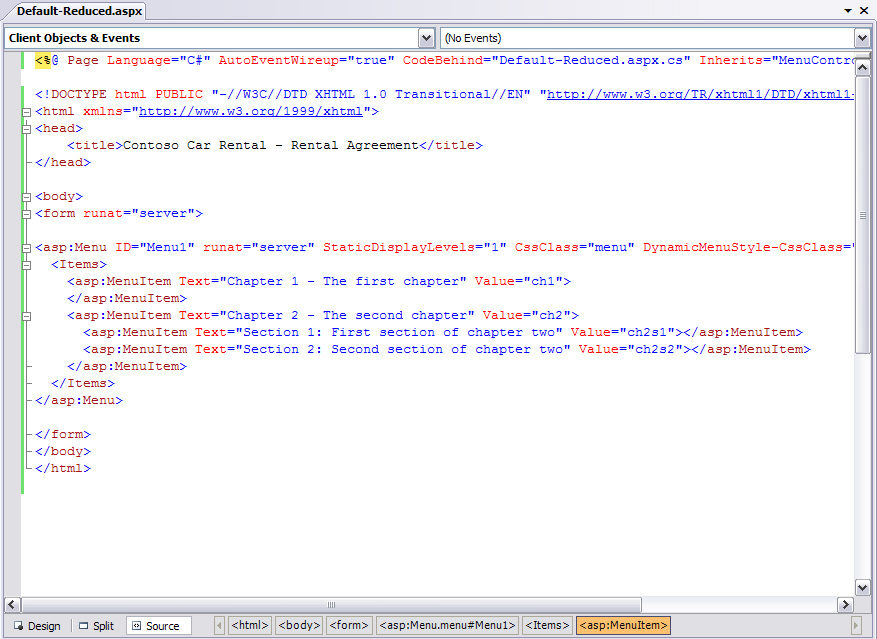 Default-Reduced.aspx
Client Objects & Events (No Events)
<%@ Page Language="C#" AutoEventWireup="true" CodeBehind="Default-Reduced.aspx.cs" Inherits="MenuContro
<!DOCTYPE html PUBLIC "-//W3C//DTD XHTML 1.0 Transitional//EN" "http://www.w3.org/TR/xhtml1/DTD/xhtml1-
<html xmlns="http://www.w3.org/1999/xhtml">
<head>
<title>Contoso Car Rental - Rental Agreement</title>
</head>
<body>
<form runat="server">
<asp:Menu ID="Menu1" runat="server" StaticDisplayLevels="1" CssClass="menu" DynamicMenuStyle-CssClass="
<Items>
<asp:MenuItem Text="Chapter 1 - The first chapter" Value="ch1">
</asp:MenuItem>
<asp:MenuItem Text="Chapter 2 - The second chapter" Value="ch2">
<asp:MenuItem Text="Section 1: First section of chapter two" Value="ch2s1"></asp:MenuItem>
<asp:MenuItem Text="Section 2: Second section of chapter two" Value="ch2s2"></asp:MenuItem>
</asp:MenuItem>
</Items>
</asp:Menu>
</form>
</body>
</html>
Design Split Source <html> <body> <form> <asp:Menu.menu#Menu1> <Items> <asp:MenuItem>